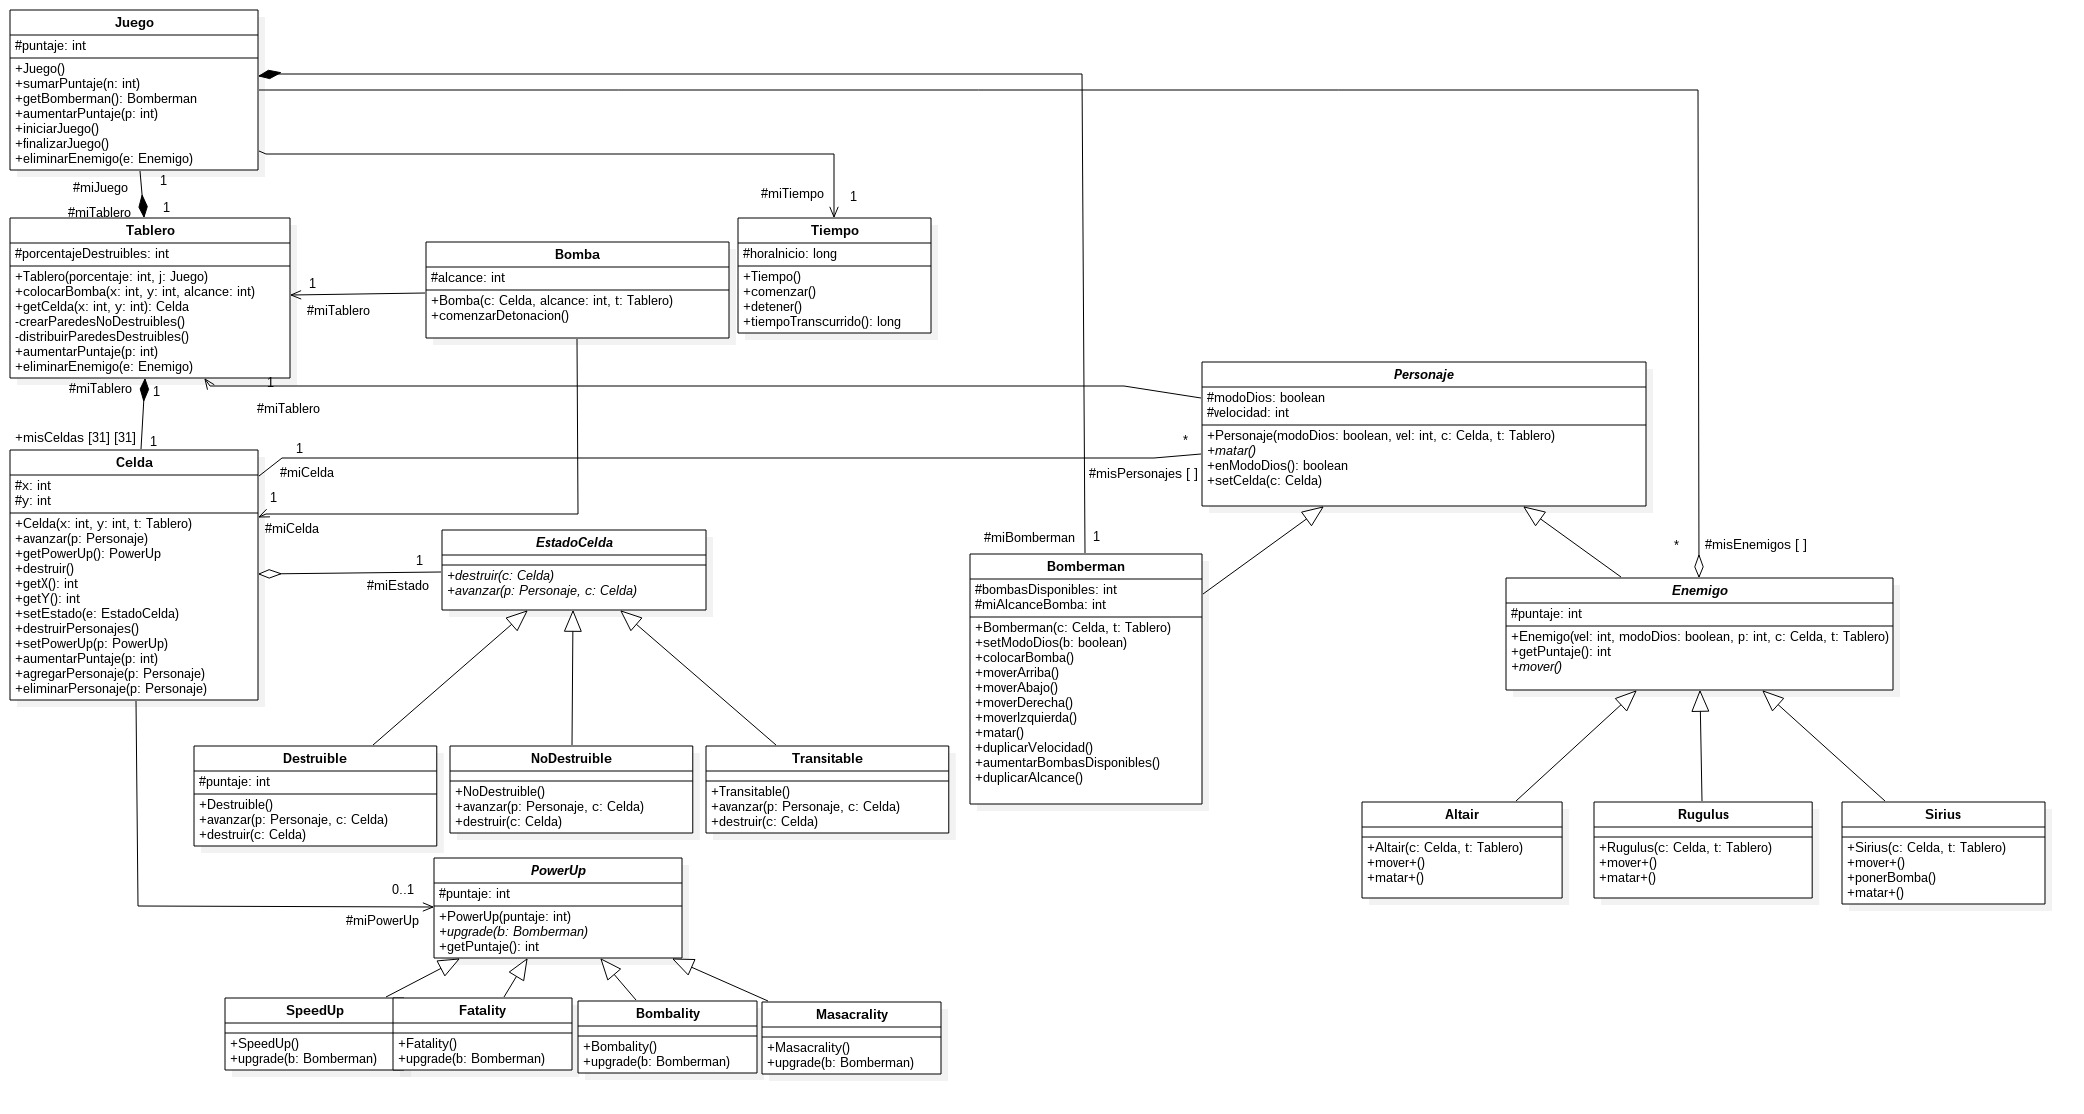 Juego
#puntaje: int
+Juego()
+sumarPuntaje(n: int)
+getBomberman(): Bomberman
+aumentarPuntaje(p: int)
+iniciarJuego()
+finalizarJuego()
+eliminarEnemigo(e: Enemigo)
#miJuego
1
#miTablero
1
Tablero
#porcentajeDestruibles: int
+Tablero(porcentaje: int, j: Juego)
+colocarBomba(x: int, y: int, alcance: int)
+getCelda(x: int, y: int): Celda
-crearParedesNoDestruibles()
-distribuirParedesDestruibles()
+aumentarPuntaje(p: int)
+eliminarEnemigo(e: Enemigo)
1
#miTablero
Bomba
#alcance: int
+Bomba(c: Celda, alcance: int, t: Tablero)
+comenzarDetonacion()
#miTiempo
1
Tiempo
#horaInicio: long
+Tiempo()
+comenzar()
+detener()
+tiempoTranscurrido(): long
#miTablero
1
1
#miTablero
+misCeldas [31] [31]
1
Celda
#x: int
#y: int
+Celda(x: int, y: int, t: Tablero)
+avanzar(p: Personaje)
+getPowerUp(): PowerUp
+destruir()
+getX(): int
+getY(): int
+setEstado(e: EstadoCelda)
+destruirPersonajes()
+setPowerUp(p: PowerUp)
+aumentarPuntaje(p: int)
+agregarPersonaje(p: Personaje)
+eliminarPersonaje(p: Personaje)
1
#miCelda
1
#miCelda
*
#misPersonajes [ ]
Personaje
#modoDios: boolean
#velocidad: int
+Personaje(modoDios: boolean, vel: int, c: Celda, t: Tablero)
+matar()
+enModoDios(): boolean
+setCelda(c: Celda)
1
#miEstado
EstadoCelda
+destruir(c: Celda)
+avanzar(p: Personaje, c: Celda)
#miBomberman
1
Bomberman
#bombasDisponibles: int
#miAlcanceBomba: int
+Bomberman(c: Celda, t: Tablero)
+setModoDios(b: boolean)
+colocarBomba()
+moverArriba()
+moverAbajo()
+moverDerecha()
+moverIzquierda()
+matar()
+duplicarVelocidad()
+aumentarBombasDisponibles()
+duplicarAlcance()
*
#misEnemigos [ ]
Enemigo
#puntaje: int
+Enemigo(vel: int, modoDios: boolean, p: int, c: Celda, t: Tablero)
+getPuntaje(): int
+mover()
Destruible
#puntaje: int
+Destruible()
+avanzar(p: Personaje, c: Celda)
+destruir(c: Celda)
NoDestruible
+NoDestruible()
+avanzar(p: Personaje, c: Celda)
+destruir(c: Celda)
Transitable
+Transitable()
+avanzar(p: Personaje, c: Celda)
+destruir(c: Celda)
Altair
+Altair(c: Celda, t: Tablero)
+mover+()
+matar+()
Rugulus
+Rugulus(c: Celda, t: Tablero)
+mover+()
+matar+()
Sirius
+Sirius(c: Celda, t: Tablero)
+mover+()
+ponerBomba()
+matar+()
0..1
#miPowerUp
PowerUp
#puntaje: int
+PowerUp(puntaje: int)
+upgrade(b: Bomberman)
+getPuntaje(): int
SpeedUp
+SpeedUp()
+upgrade(b: Bomberman)
Fatality
+Fatality()
+upgrade(b: Bomberman)
Bombality
+Bombality()
+upgrade(b: Bomberman)
Masacrality
+Masacrality()
+upgrade(b: Bomberman)